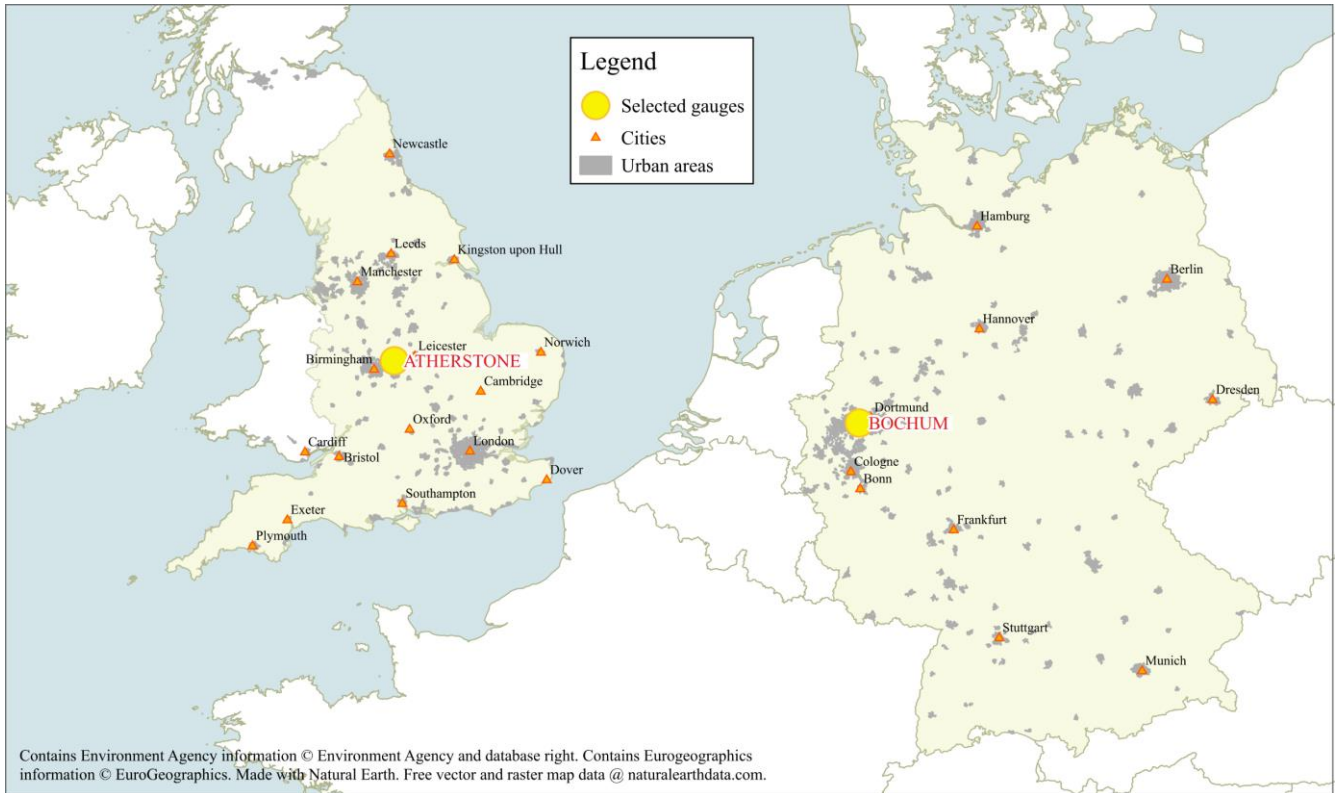 Legend
Selected gauges
Cities
Urban areas
Newcastle
Leeds
Kingston upon Hull
Manchester
Leicester
Norwich
Birmingham
ATHERSTONE
Cambridge
Oxford
Cardiff
London
Bristol
Dover
Southampton
Exeter
Plymouth
Hamburg
Berlin
Hannover
Dresden
Dortmund
BOCHUM
Cologne
Bonn
Frankfurt
Stuttgart
Munich
Contains Environment Agency information © Environment Agency and database right. Contains Eurogeographics
information © EuroGeographics. Made with Natural Earth. Free vector and raster map data @ naturalearthdata.com.